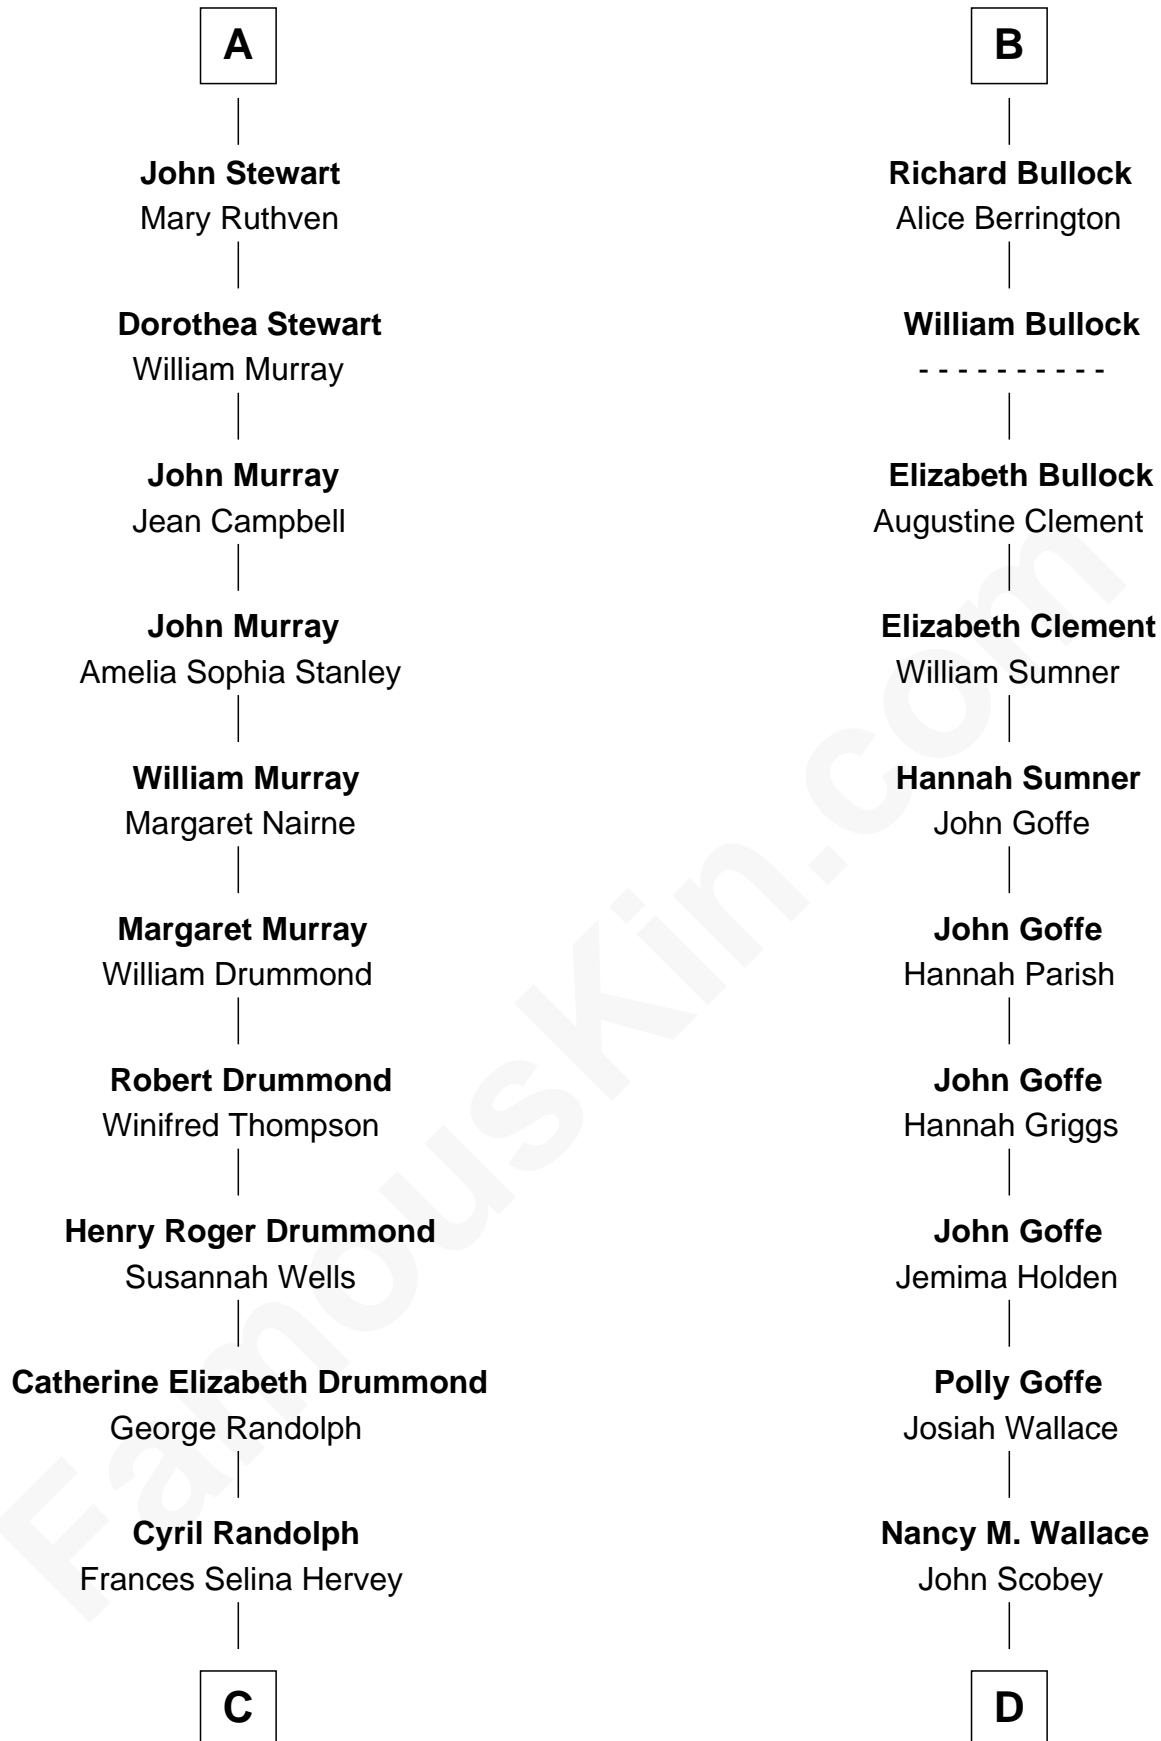 A
John Stewart
Mary Ruthven
Dorothea Stewart
William Murray
John Murray
Jean Campbell
John Murray
Amelia Sophia Stanley
William Murray
Margaret Nairne
Margaret Murray
William Drummond
Robert Drummond
Winifred Thompson
Henry Roger Drummond
Susannah Wells
Catherine Elizabeth Drummond
George Randolph
Cyril Randolph
Frances Selina Hervey
C
B
Richard Bullock
Alice Berrington
William Bullock
- - - - - - - - - -
Elizabeth Bullock
Augustine Clement
Elizabeth Clement
William Sumner
Hannah Sumner
John Goffe
John Goffe
Hannah Parish
John Goffe
Hannah Griggs
John Goffe
Jemima Holden
Polly Goffe
Josiah Wallace
Nancy M. Wallace
John Scobey
D
FamousKin.com